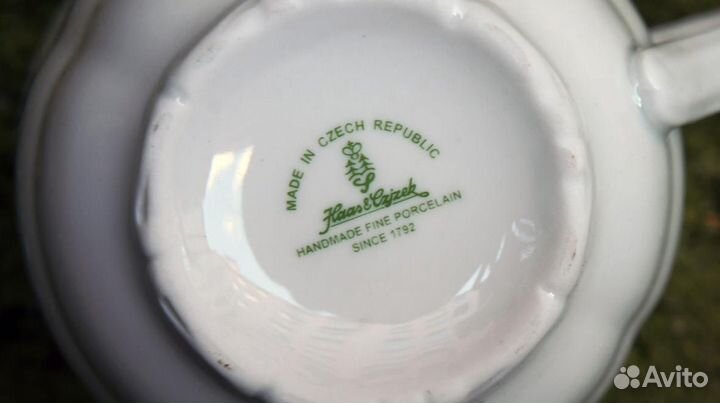 MADE IN CZECH REPUBLIC
S
Haas & Czjzek
HANDMADE FINE PORCELAIN
SINCE 1792
Avito